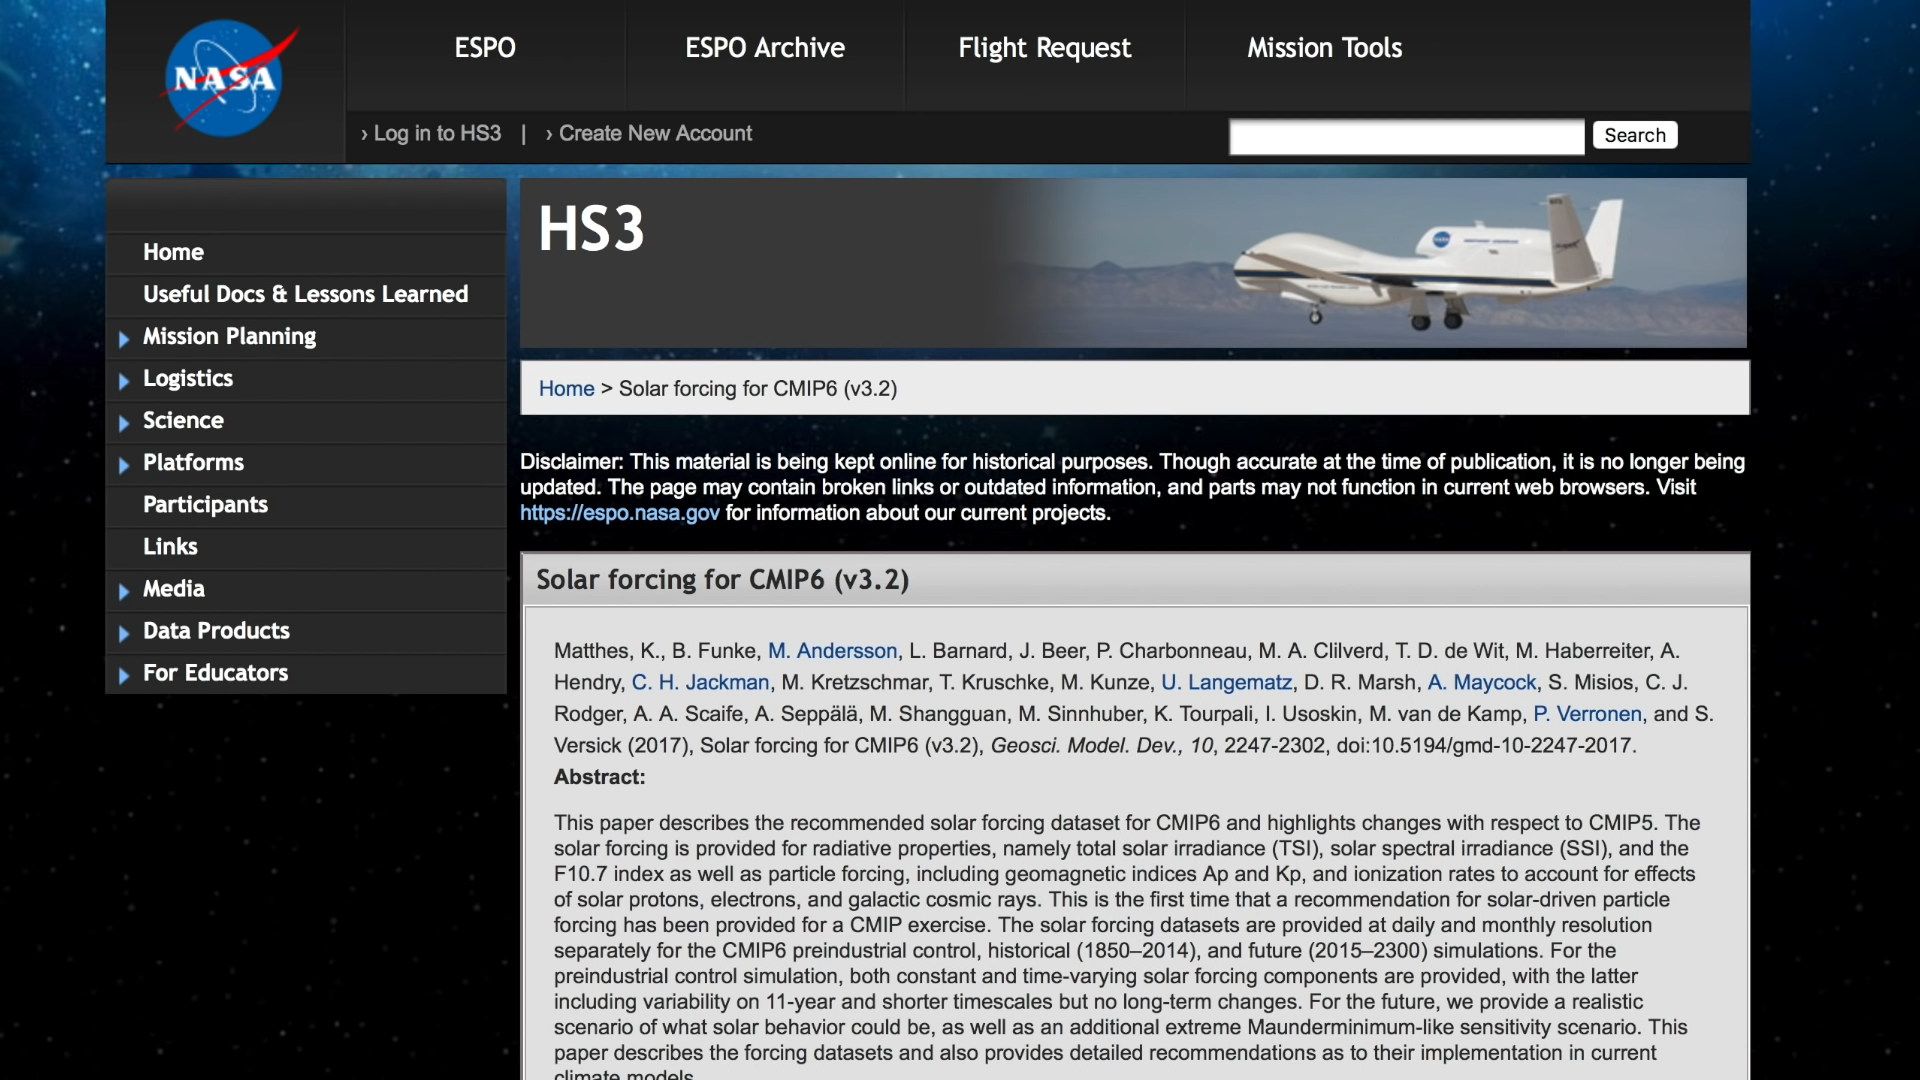 NASA
ESPO
ESPO Archive
Flight Request
Mission Tools
› Log in to HS3 | › Create New Account
Search
Home
Useful Docs & Lessons Learned
Mission Planning
Logistics
Science
Platforms
Participants
Links
Media
Data Products
For Educators
HS3
NASA
Home > Solar forcing for CMIP6 (v3.2)
Disclaimer: This material is being kept online for historical purposes. Though accurate at the time of publication, it is no longer being
updated. The page may contain broken links or outdated information, and parts may not function in current web browsers. Visit
https://espo.nasa.gov for information about our current projects.
Solar forcing for CMIP6 (v3.2)
Matthes, K., B. Funke, M. Andersson, L. Barnard, J. Beer, P. Charbonneau, M. A. Clilverd, T. D. de Wit, M. Haberreiter, A.
Hendry, C. H. Jackman, M. Kretzschmar, T. Kruschke, M. Kunze, U. Langematz, D. R. Marsh, A. Maycock, S. Misios, C. J.
Rodger, A. A. Scaife, A. Seppälä, M. Shangguan, M. Sinnhuber, K. Tourpali, I. Usoskin, M. van de Kamp, P. Verronen, and S.
Versick (2017), Solar forcing for CMIP6 (v3.2), Geosci. Model. Dev., 10, 2247-2302, doi:10.5194/gmd-10-2247-2017.
Abstract:
This paper describes the recommended solar forcing dataset for CMIP6 and highlights changes with respect to CMIP5. The
solar forcing is provided for radiative properties, namely total solar irradiance (TSI), solar spectral irradiance (SSI), and the
F10.7 index as well as particle forcing, including geomagnetic indices Ap and Kp, and ionization rates to account for effects
of solar protons, electrons, and galactic cosmic rays. This is the first time that a recommendation for solar-driven particle
forcing has been provided for a CMIP exercise. The solar forcing datasets are provided at daily and monthly resolution
separately for the CMIP6 preindustrial control, historical (1850–2014), and future (2015–2300) simulations. For the
preindustrial control simulation, both constant and time-varying solar forcing components are provided, with the latter
including variability on 11-year and shorter timescales but no long-term changes. For the future, we provide a realistic
scenario of what solar behavior could be, as well as an additional extreme Maunderminimum-like sensitivity scenario. This
paper describes the forcing datasets and also provides detailed recommendations as to their implementation in current
climate models.